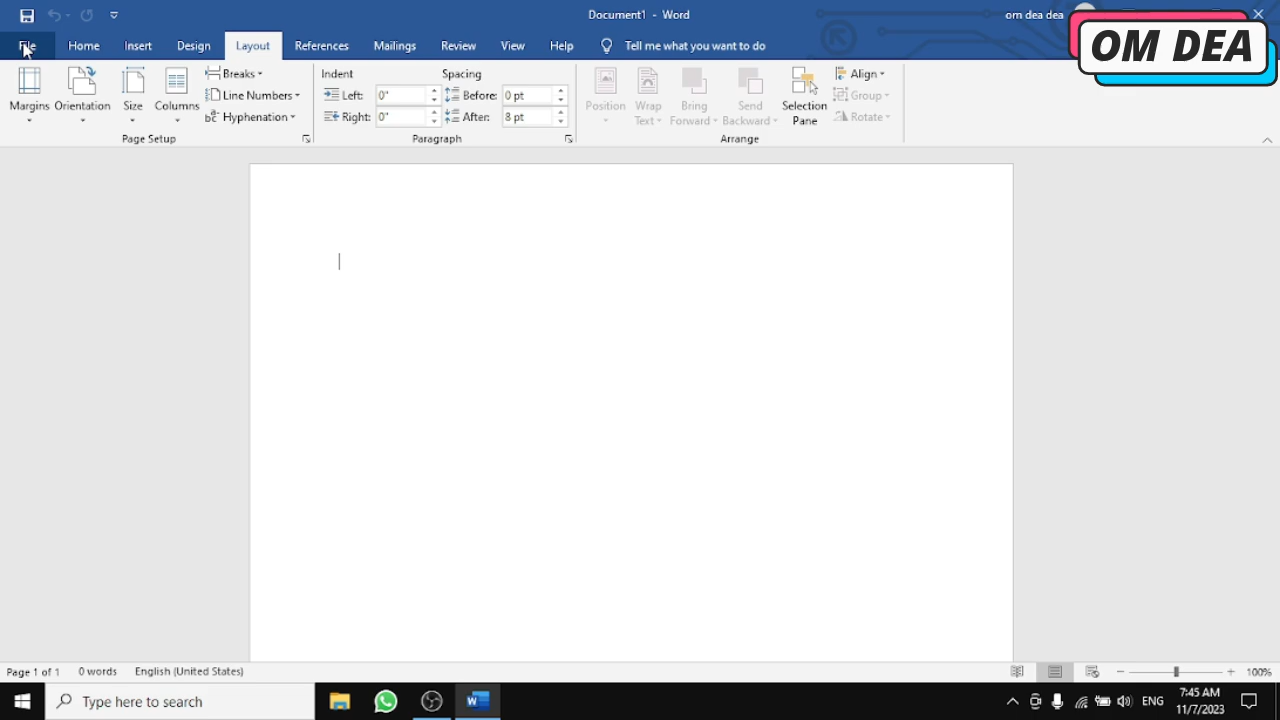 Document1 - Word
om dea dea
OM DEA
File Home Insert Design Layout References Mailings Review View Help Tell me what you want to do
Margins Orientation Size Columns
Breaks
Line Numbers
Hyphenation
Page Setup
Indent
Left: 0"
Right: 0"
Spacing
Before: 0 pt
After: 8 pt
Paragraph
Position
Wrap Text
Bring Forward
Send Backward
Selection Pane
Align
Group
Rotate
Arrange
Page 1 of 1 0 words English (United States)
100%
Type here to search
ENG
7:45 AM
11/7/2023